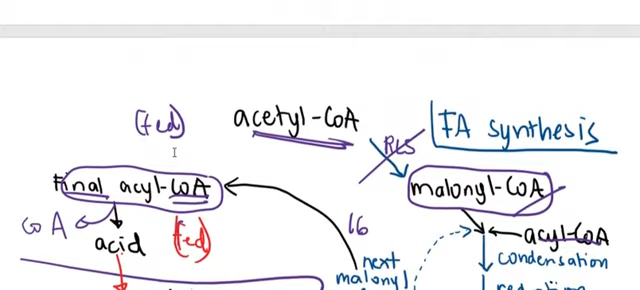 (fed)
acetyl-CoA
FA synthesis
RLS
Final acyl-CoA
malonyl-CoA
CoA
acid
(fed)
16
acyl-CoA
next
malonyl
condensation